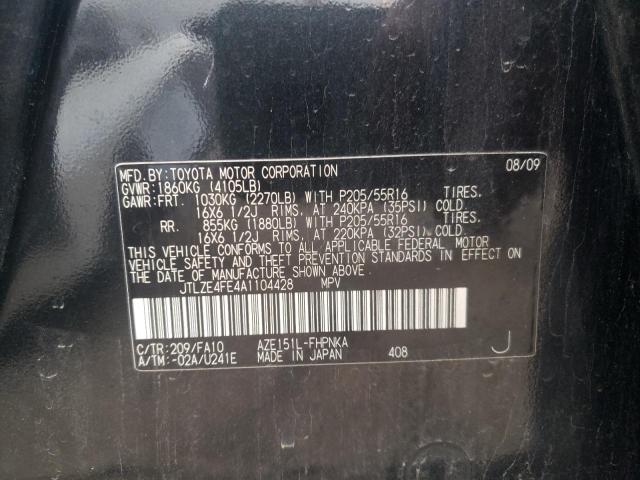 MFD.BY:TOYOTA MOTOR CORPORATION 08/09
GVWR:1860KG (4105LB)
GAWR:FRT. 1030KG (2270LB) WITH P205/55R16 TIRES.
16X6 1/2J RIMS, AT 240KPA (35PSI) COLD.
RR. 855KG (1880LB) WITH P205/55R16 TIRES.
16X6 1/2J RIMS, AT 220KPA (32PSI) COLD.
THIS VEHICLE CONFORMS TO ALL APPLICABLE FEDERAL MOTOR
VEHICLE SAFETY AND THEFT PREVENTION STANDARDS IN EFFECT ON
THE DATE OF MANUFACTURE SHOWN ABOVE.
JTLZE4FE4A1104428 MPV
C/TR:209/FA10 AZE151L-FHPNKA J
A/TM:-02A/U241E MADE IN JAPAN 408